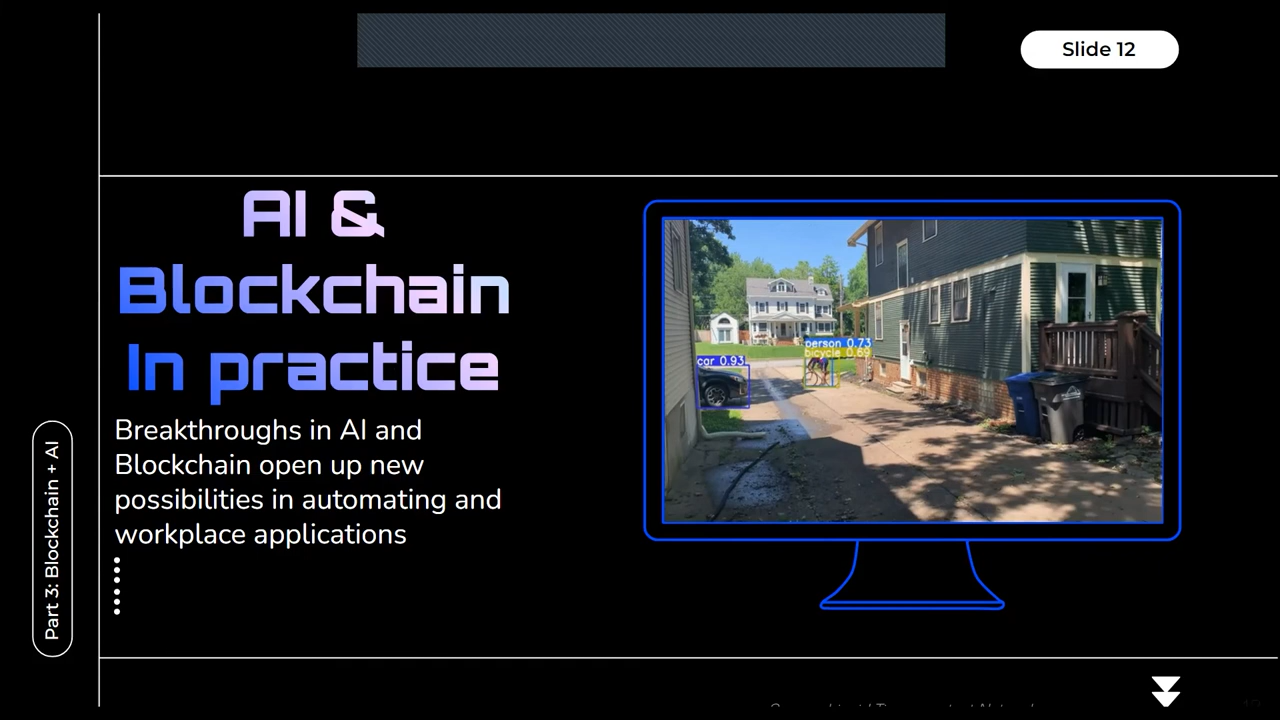 Slide 12
AI &
Blockchain
In practice
Breakthroughs in AI and
Blockchain open up new
possibilities in automating and
workplace applications
Part 3: Blockchain + AI
person 0.73
bicycle 0.69
car 0.93